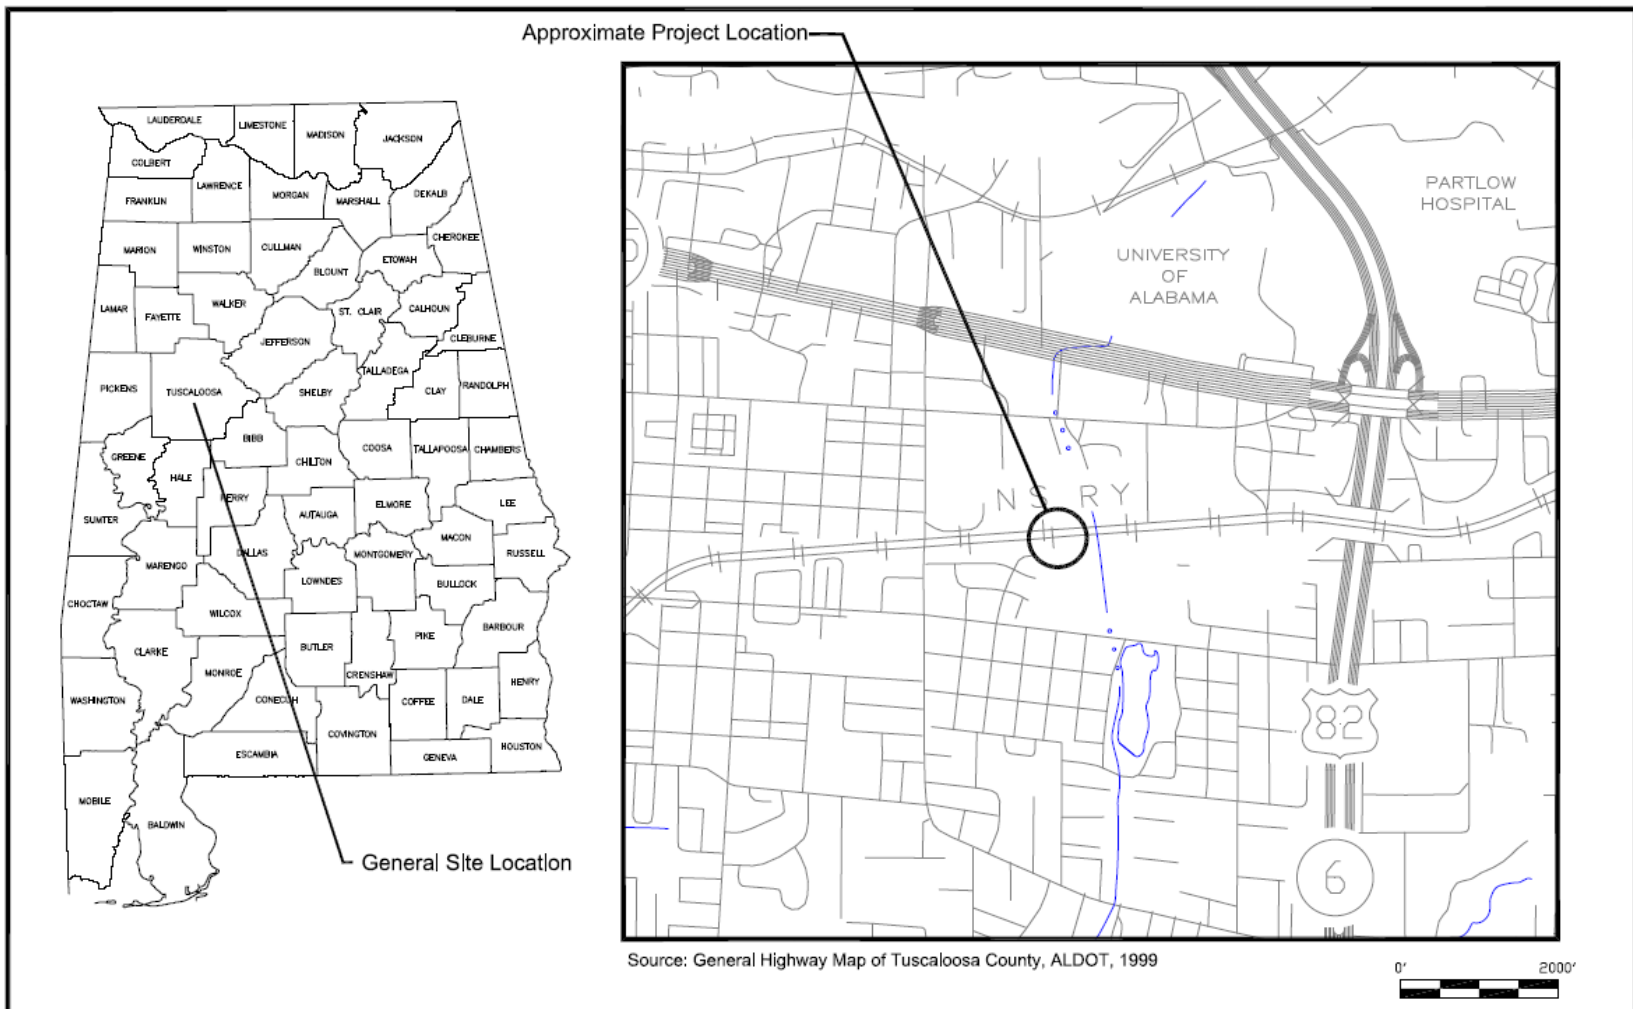 Approximate Project Location
LAUDERDALE
LIMESTONE
MADISON
JACKSON
COLBERT
LAWRENCE
MORGAN
MARSHALL
DEKALB
FRANKLIN
MARION
WINSTON
CULLMAN
BLOUNT
ETOWAH
CHEROKEE
LAMAR
FAYETTE
WALKER
JEFFERSON
ST. CLAIR
CALHOUN
CLEBURNE
PICKENS
TUSCALOOSA
SHELBY
TALLADEGA
CLAY
RANDOLPH
GREENE
HALE
BIBB
CHILTON
COOSA
TALLAPOOSA
CHAMBERS
SUMTER
PERRY
AUTAUGA
ELMORE
LEE
MARENGO
DALLAS
LOWNDES
MONTGOMERY
MACON
RUSSELL
BULLOCK
CHOCTAW
WILCOX
CLARKE
BUTLER
PIKE
BARBOUR
MONROE
CRENSHAW
WASHINGTON
CONECUH
COFFEE
DALE
HENRY
COVINGTON
ESCAMBIA
GENEVA
HOUSTON
MOBILE
BALDWIN
General Site Location
PARTLOW
HOSPITAL
UNIVERSITY
OF
ALABAMA
NS RY
82
6
Source: General Highway Map of Tuscaloosa County, ALDOT, 1999
0' 2000'